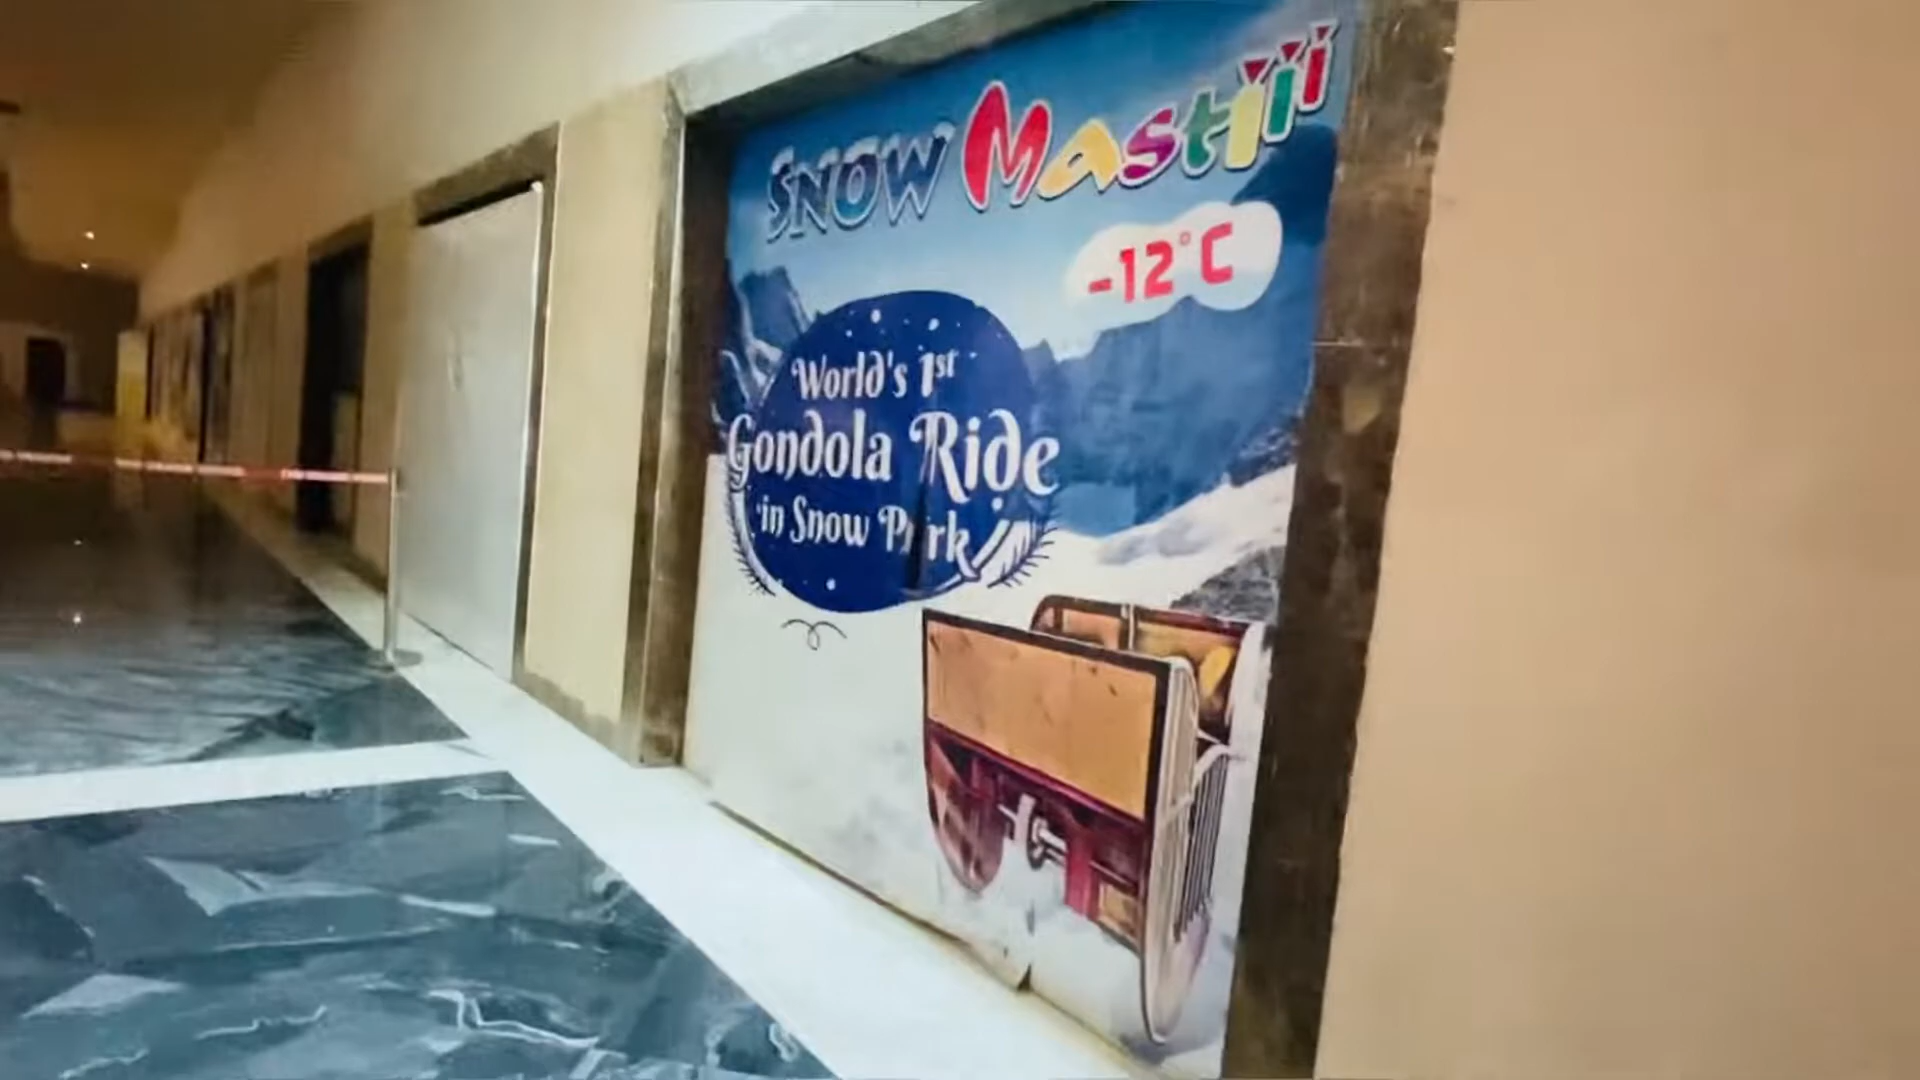 SNOW Mastiii
-12°C
World's 1st
Gondola Ride
in Snow Park